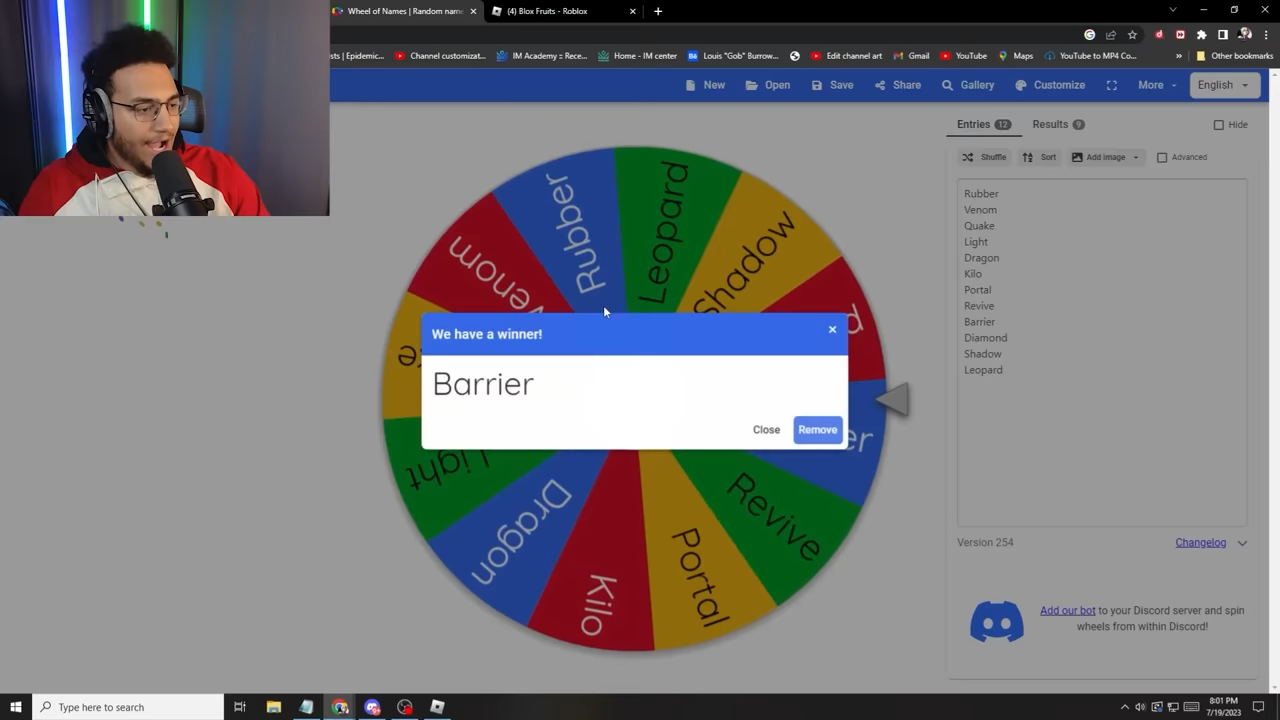 Wheel of Names | Random name
(4) Blox Fruits - Roblox
sts | Epidemic...
Channel customizat...
IM Academy :: Rece...
Home - IM center
Louis "Gob" Burrow...
Edit channel art
Gmail
YouTube
Maps
YouTube to MP4 Co...
Other bookmarks
New
Open
Save
Share
Gallery
Customize
More
English
Entries 12
Results 9
Hide
Shuffle
Sort
Add image
Advanced
Rubber
Venom
Quake
Light
Dragon
Kilo
Portal
Revive
Barrier
Diamond
Shadow
Leopard
Rubber
Leopard
Shadow
Venom
We have a winner!
Barrier
Close
Remove
Light
Dragon
Kilo
Portal
Revive
Version 254
Changelog
Add our bot to your Discord server and spin
wheels from within Discord!
Type here to search
8:01 PM
7/19/2023